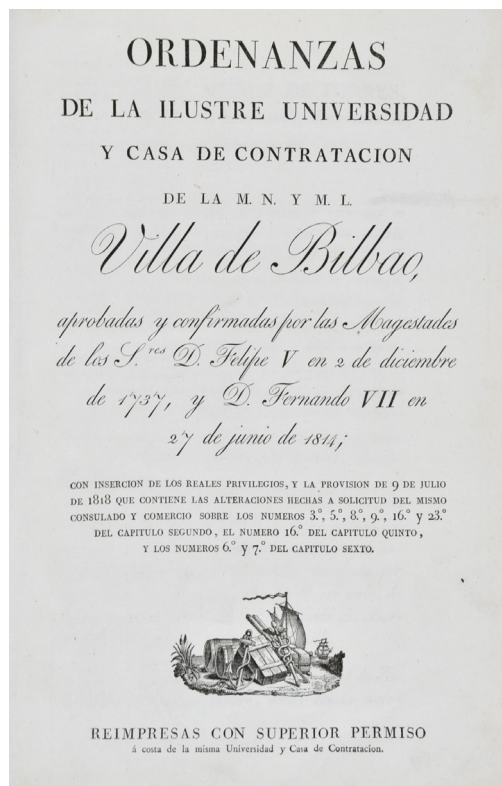 ORDENANZAS
DE LA ILUSTRE UNIVERSIDAD
Y CASA DE CONTRATACION
DE LA M. N. Y M. L.
Villa de Bilbao,
aprobadas y confirmadas por las Magestades
de los S.res D. Felipe V en 2 de diciembre
de 1737, y D. Fernando VII en
27 de junio de 1814;
CON INSERCION DE LOS REALES PRIVILEGIOS, Y LA PROVISION DE 9 DE JULIO
DE 1818 QUE CONTIENE LAS ALTERACIONES HECHAS A SOLICITUD DEL MISMO
CONSULADO Y COMERCIO SOBRE LOS NUMEROS 3.º, 5.º, 8.º, 9.º, 16.º y 23.º
DEL CAPITULO SEGUNDO, EL NUMERO 16.º DEL CAPITULO QUINTO,
Y LOS NUMEROS 6.º y 7.º DEL CAPITULO SEXTO.
REIMPRESAS CON SUPERIOR PERMISO
á costa de la misma Universidad y Casa de Contratacion.